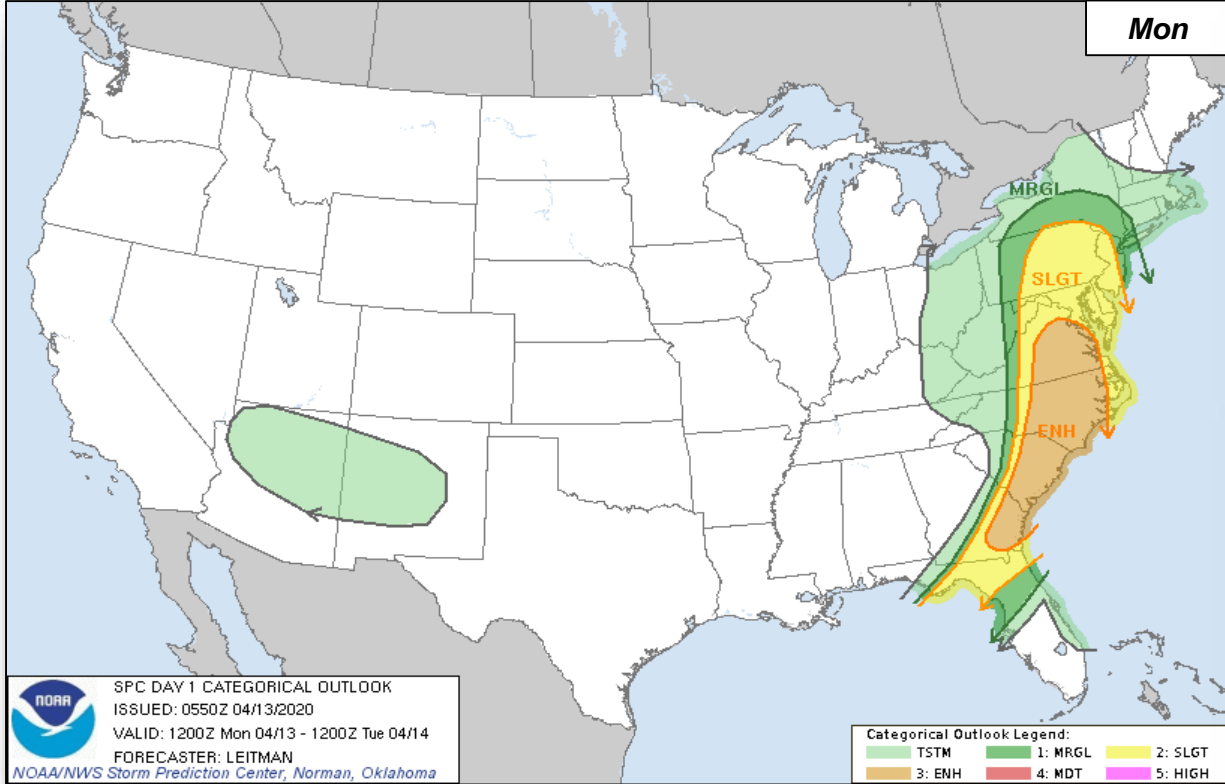 Mon
MRGL
SLGT
ENH
NOAA
SPC DAY 1 CATEGORICAL OUTLOOK
ISSUED: 0550Z 04/13/2020
VALID: 1200Z Mon 04/13 - 1200Z Tue 04/14
FORECASTER: LEITMAN
NOAA/NWS Storm Prediction Center, Norman, Oklahoma
Categorical Outlook Legend:
TSTM 1: MRGL 2: SLGT
3: ENH 4: MDT 5: HIGH